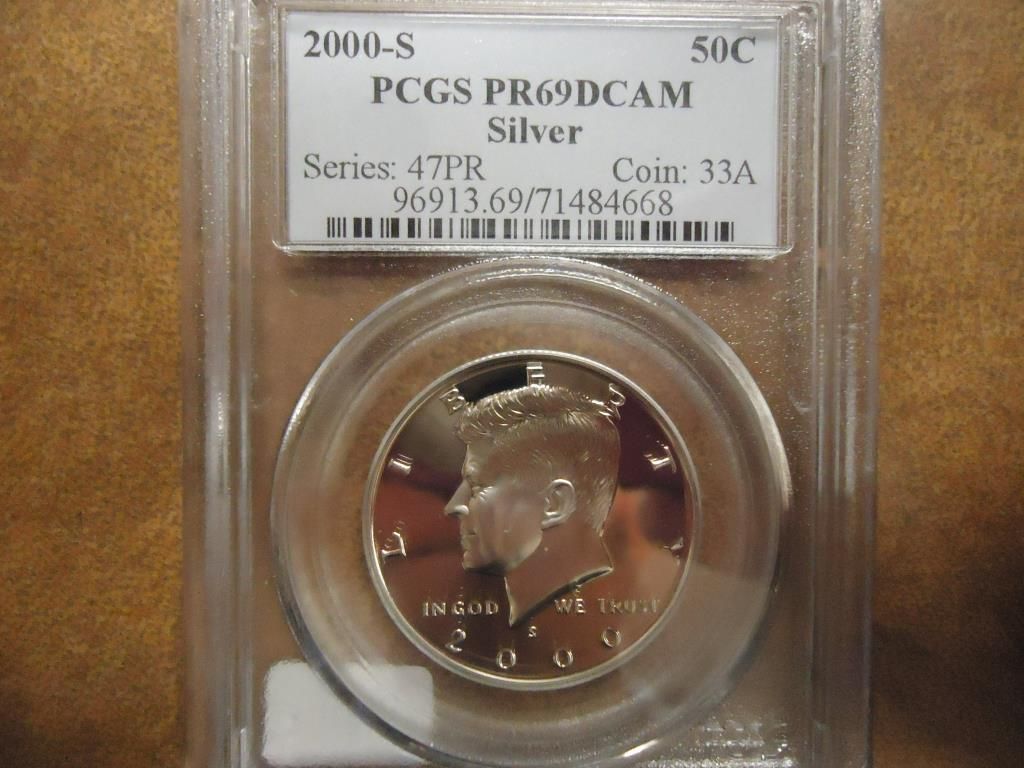 2000-S 50C
PCGS PR69DCAM
Silver
Series: 47PR Coin: 33A
96913.69/71484668
LIBERTY
IN GOD WE TRUST
S
2000